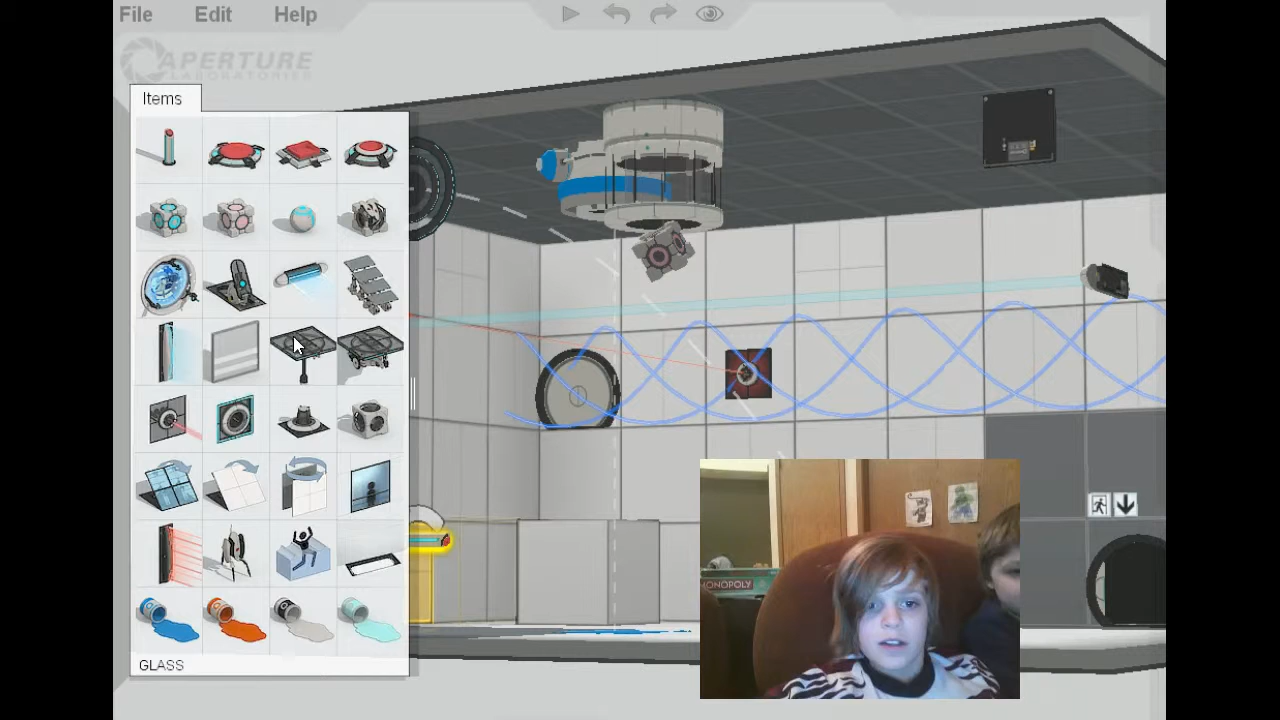 File Edit Help
APERTURE
LABORATORIES
Items
GLASS
MONOPOLY